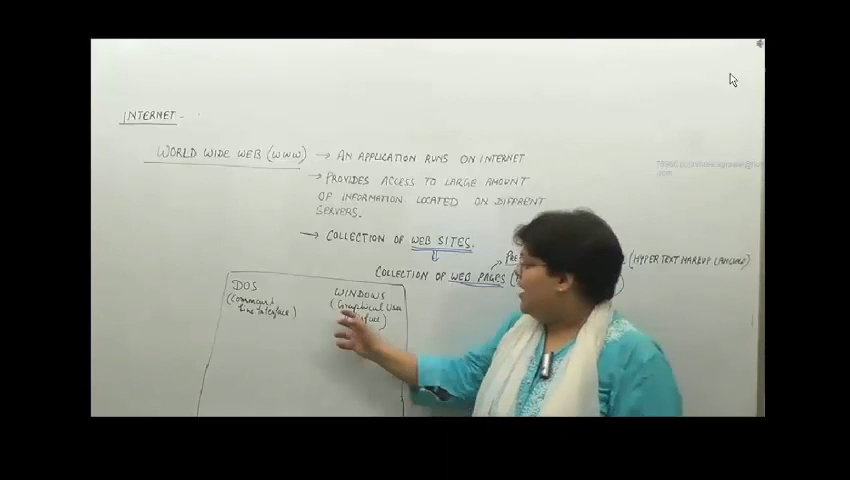 INTERNET -
WORLD WIDE WEB (WWW) → AN APPLICATION RUNS ON INTERNET
→ PROVIDES ACCESS TO LARGE AMOUNT
OF INFORMATION LOCATED ON DIFFERENT
SERVERS.
→ COLLECTION OF WEB SITES.
(HYPER TEXT MARKUP LANGUAGE)
COLLECTION OF WEB PAGES (
DOS
(Command
Line Interface)
WINDOWS
(Graphical User